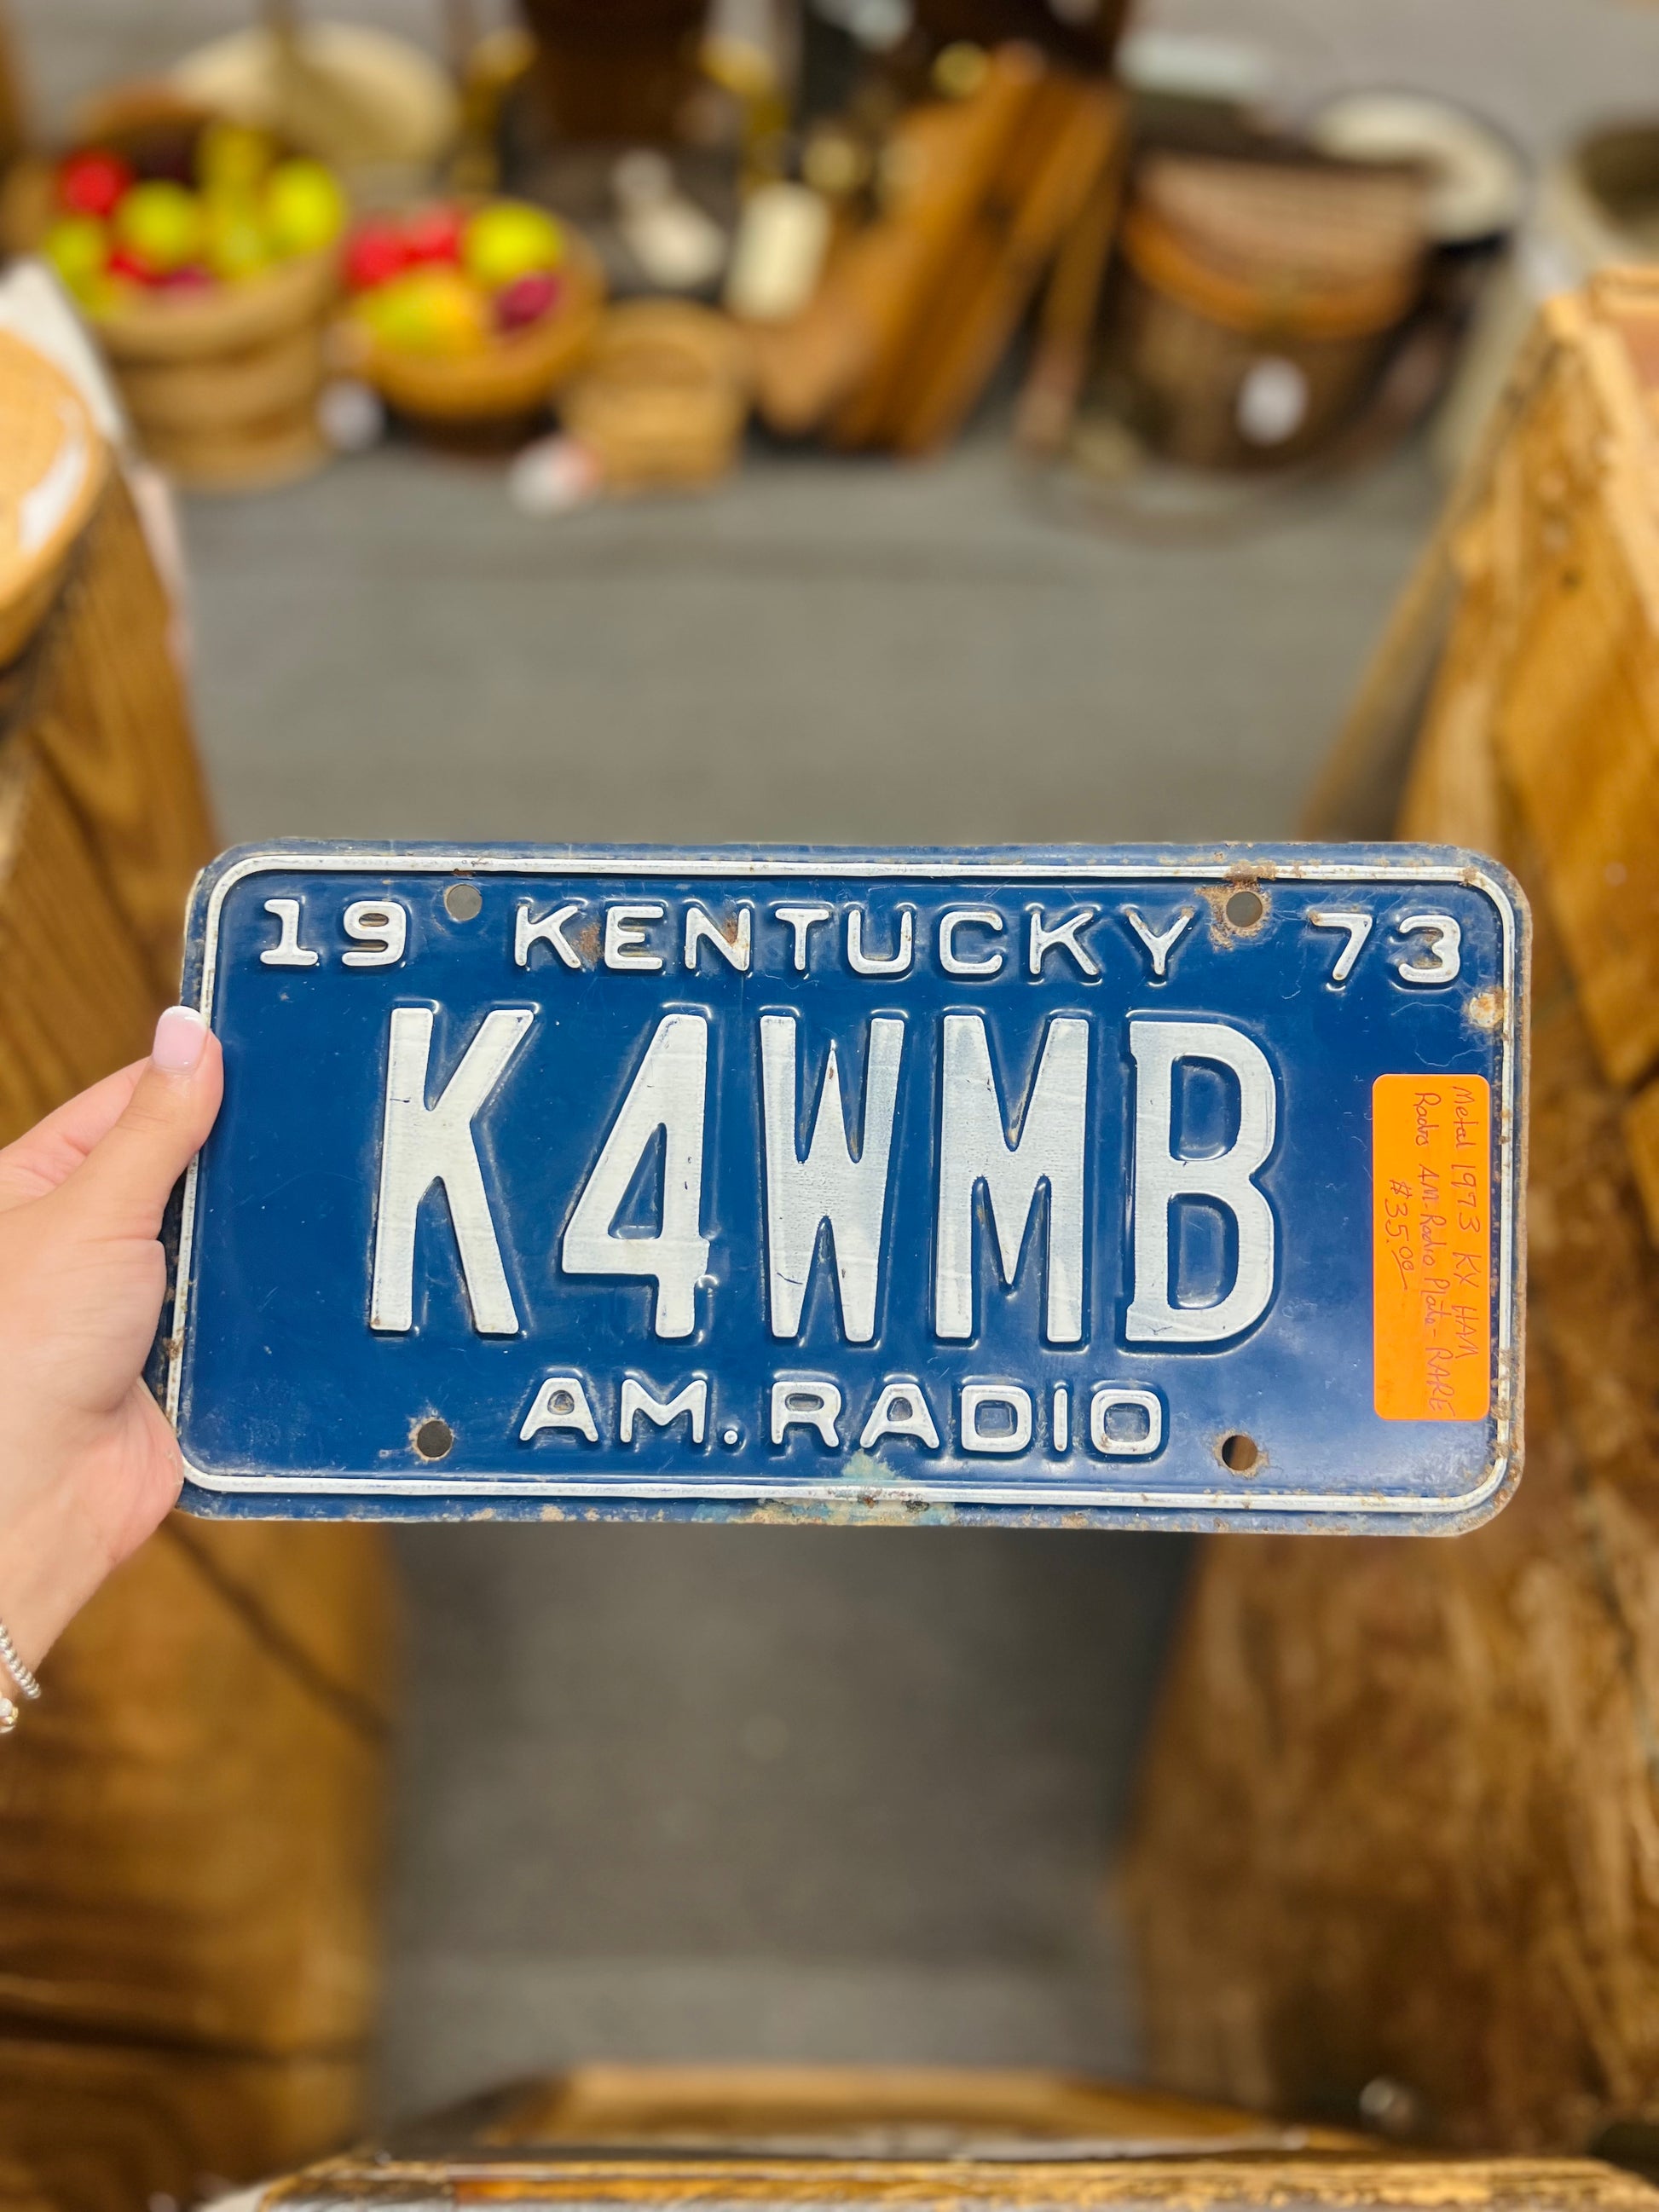 19 KENTUCKY 73
K4WMB
AM. RADIO
Metal 1973 KY HAM
Radio AM-Radio Plate - RARE
$35.00